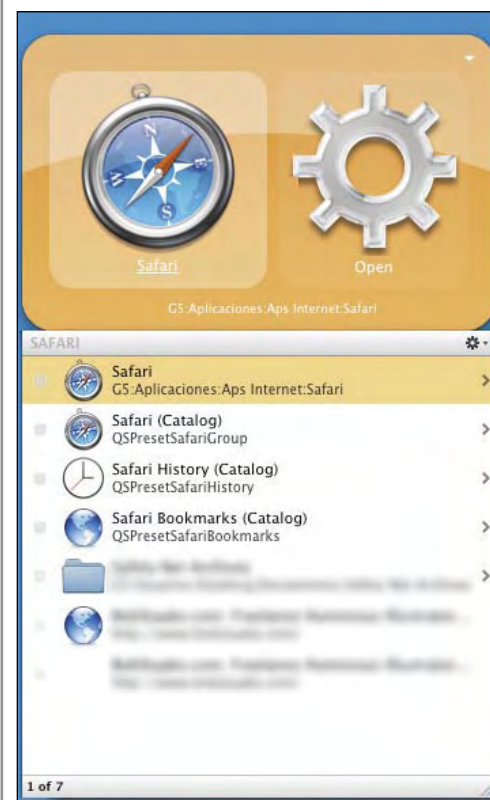 N
E
S
W
Safari
Open
G5:Aplicaciones:Aps Internet:Safari
SAFARI
Safari
G5:Aplicaciones:Aps Internet:Safari
Safari (Catalog)
QSPresetSafariGroup
Safari History (Catalog)
QSPresetSafariHistory
Safari Bookmarks (Catalog)
QSPresetSafariBookmarks
1 of 7